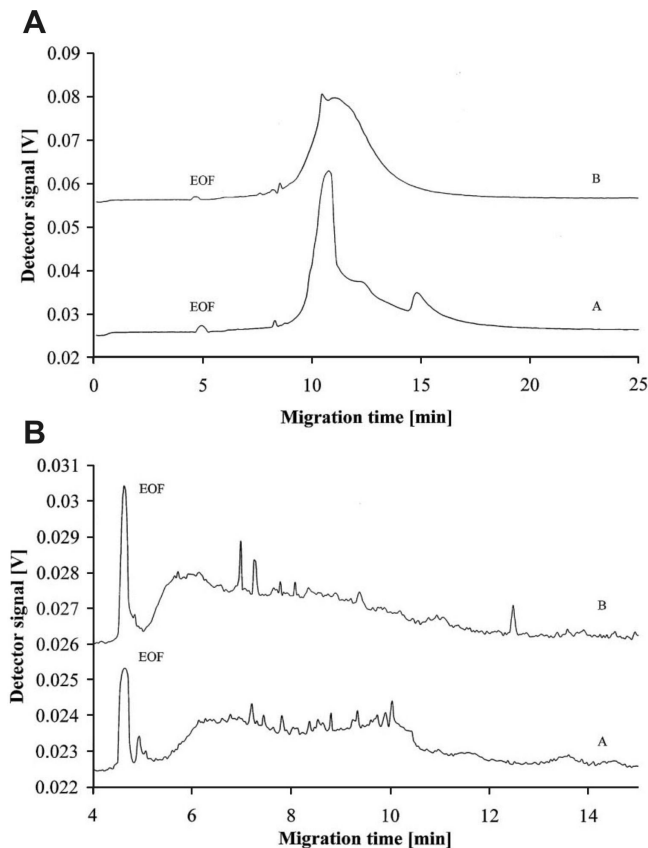 A
0.09
0.08
0.07
0.06
0.05
0.04
0.03
0.02
Detector signal [V]
EOF
B
EOF
A
0 5 10 15 20 25
Migration time [min]
B
0.031
0.03
0.029
0.028
0.027
0.026
0.025
0.024
0.023
0.022
Detector signal [V]
EOF
B
EOF
A
4 6 8 10 12 14
Migration time [min]